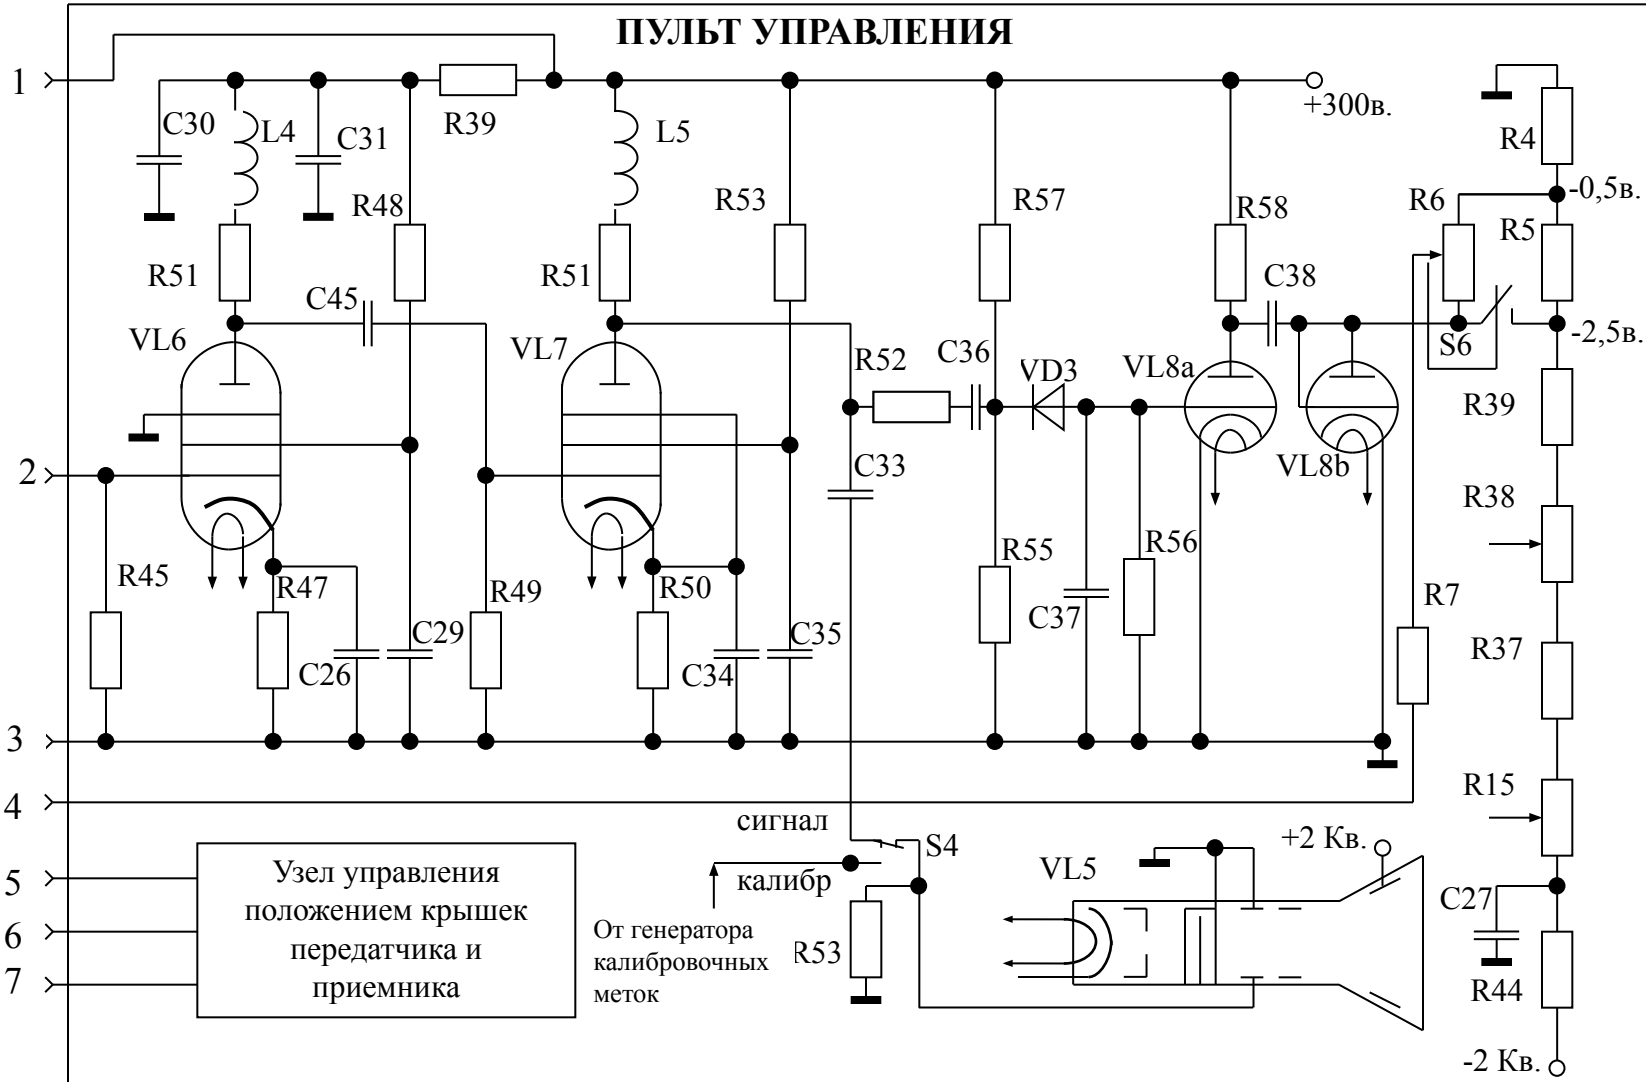 ПУЛЬТ УПРАВЛЕНИЯ
1
C30
L4
C31
R39
L5
+300в.
R4
R48
R53
R57
R58
R6
-0,5в.
R5
R51
C45
R51
C38
VL6
VL7
R52
C36
VD3
VL8a
S6
-2,5в.
R39
2
C33
VL8b
R38
R45
R47
R49
R50
R55
R56
R7
C26
C29
C34
C35
C37
R37
3
4
сигнал
S4
+2 Кв.
R15
5
6
7
Узел управления
положением крышек
передатчика и
приемника
калибр
От генератора
калибровочных
меток
R53
VL5
C27
R44
-2 Кв.